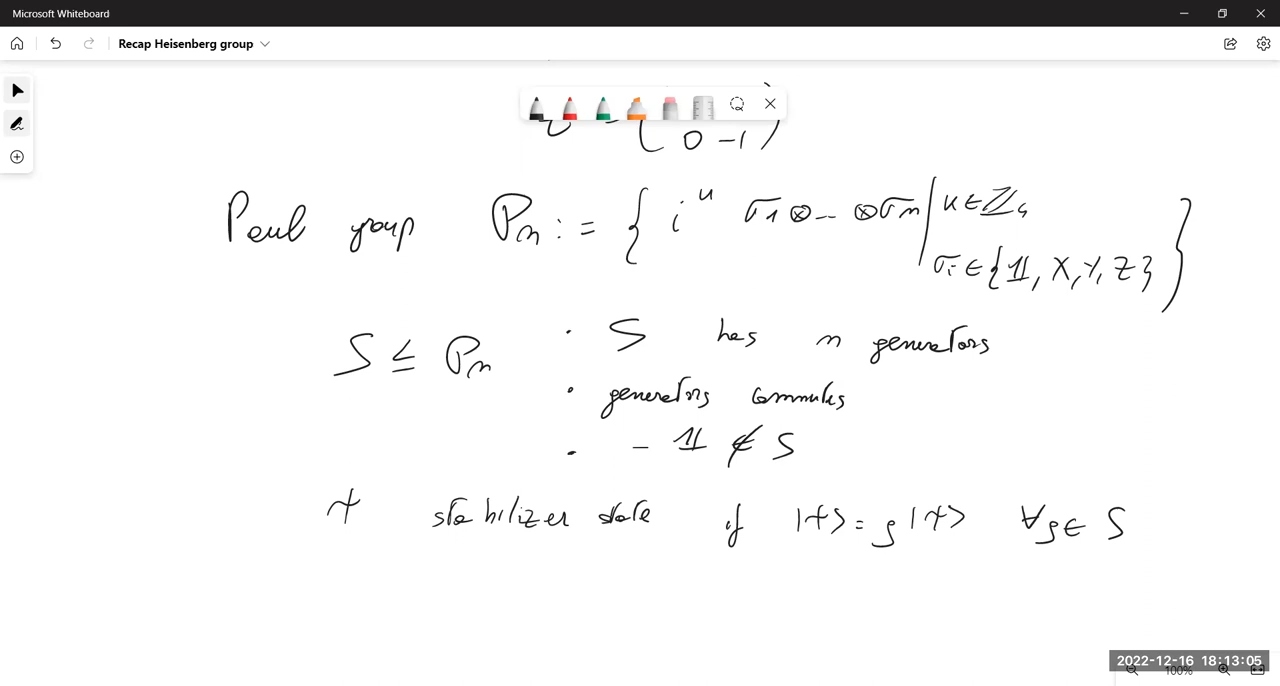 Microsoft Whiteboard
Recap Heisenberg group
0 -1
Pauli group Pn := { i^k σ1 ⊗ -- ⊗ σn | k ∈ ℤ4
σi ∈ {𝟙, X, Y, Z} }
S ≤ Pn · S has n generators
· generators commutes
· - 𝟙 ∉ S
ψ stabilizer state if |ψ> = g |ψ> ∀g ∈ S
2022-12-16 18:13:05
100%